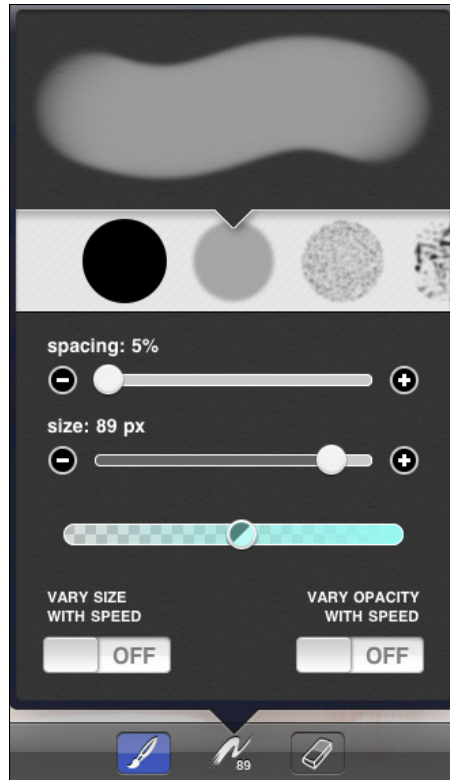 spacing: 5%
size: 89 px
VARY SIZE
WITH SPEED
VARY OPACITY
WITH SPEED
OFF
OFF
89